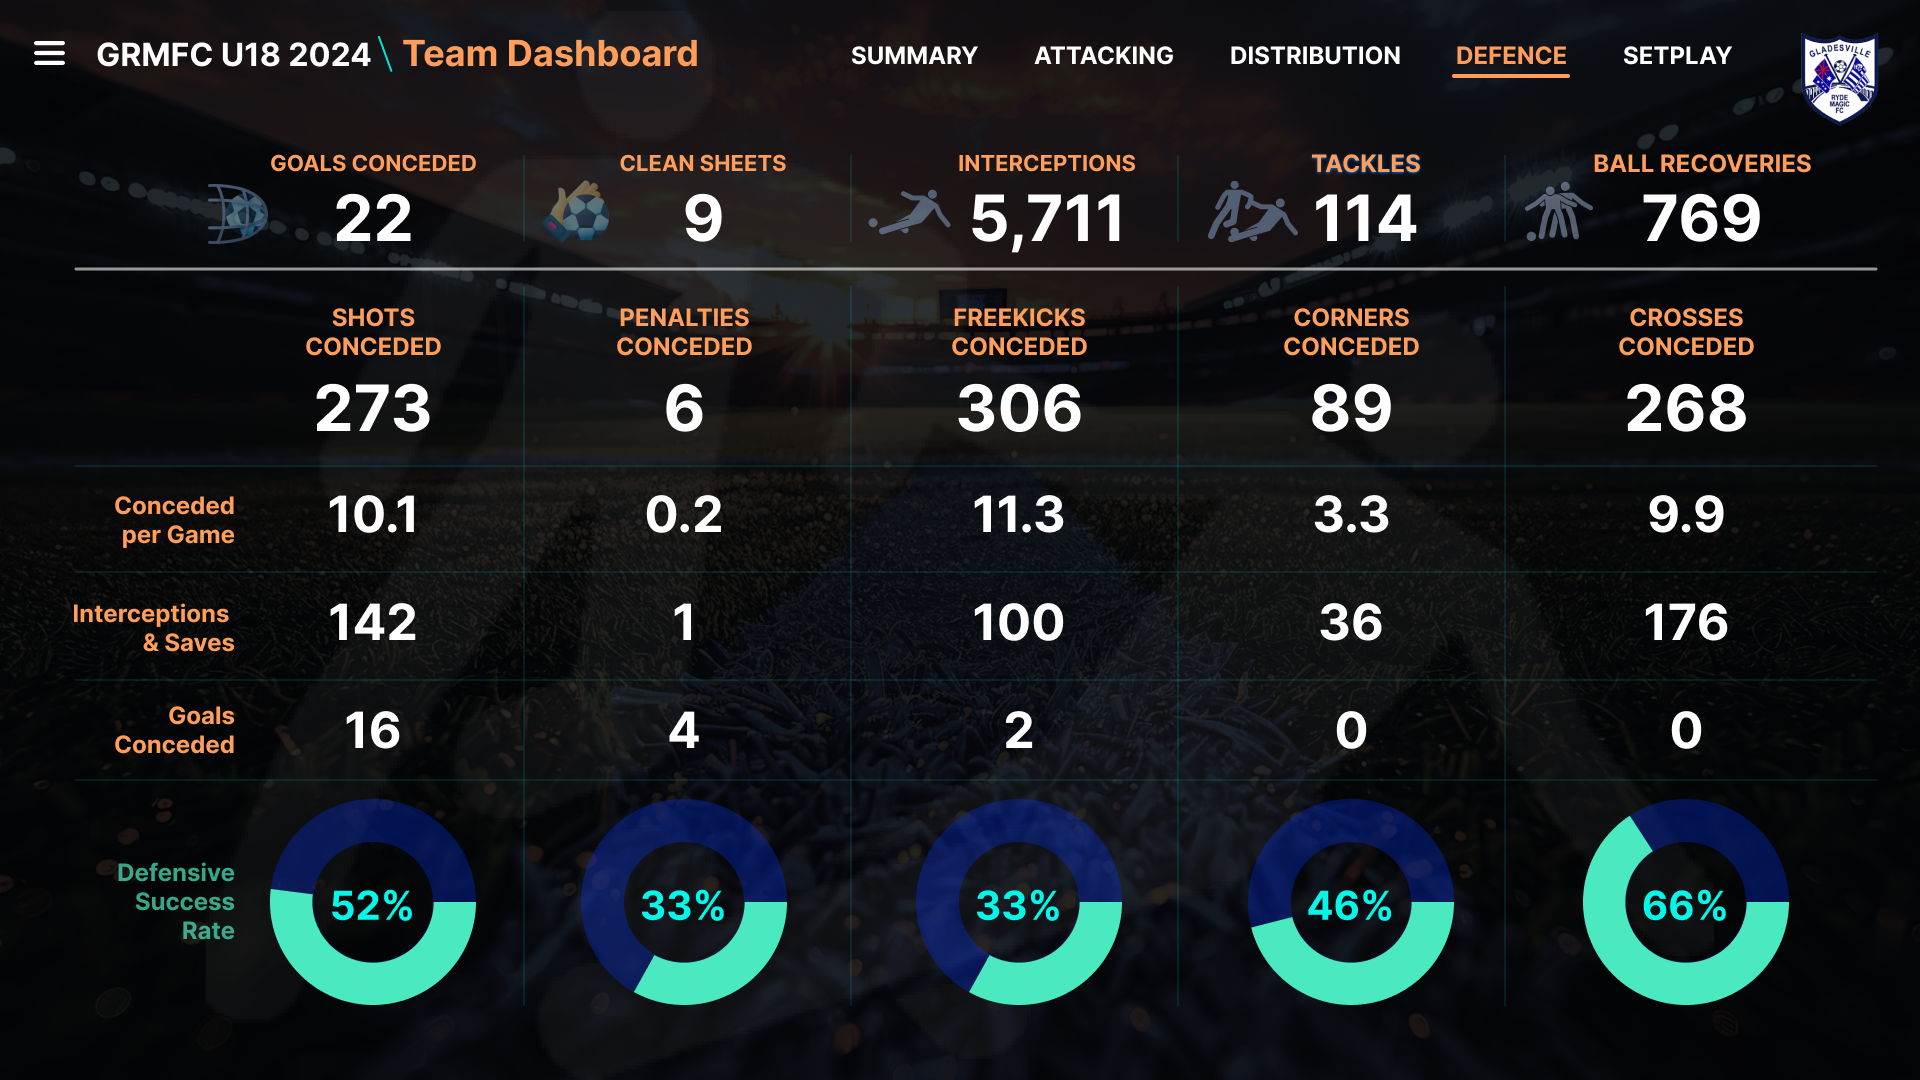 GRMFC U18 2024 \ Team Dashboard
SUMMARY ATTACKING DISTRIBUTION DEFENCE SETPLAY
GLADESVILLE
RYDE
MAGIC
FC
GOALS CONCEDED CLEAN SHEETS INTERCEPTIONS TACKLES BALL RECOVERIES
22 9 5,711 114 769
SHOTS PENALTIES FREEKICKS CORNERS CROSSES
CONCEDED CONCEDED CONCEDED CONCEDED CONCEDED
273 6 306 89 268
Conceded
per Game
10.1 0.2 11.3 3.3 9.9
Interceptions
& Saves
142 1 100 36 176
Goals
Conceded
16 4 2 0 0
Defensive
Success
Rate
52% 33% 33% 46% 66%